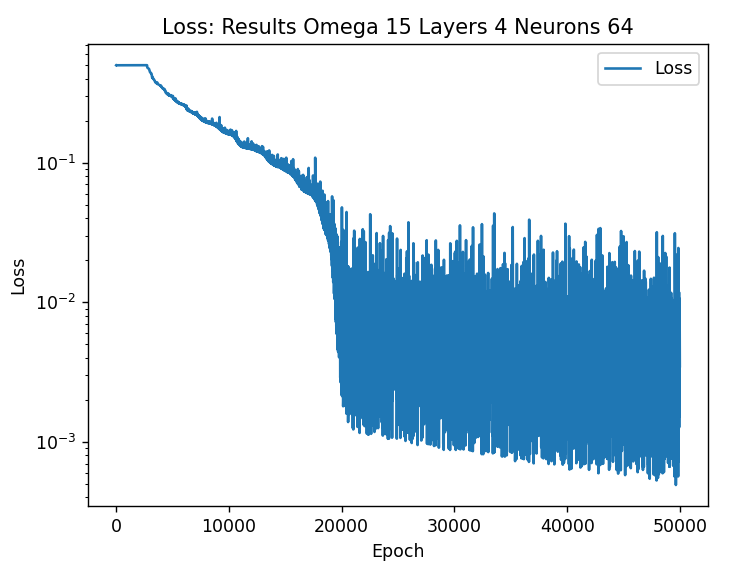 Loss: Results Omega 15 Layers 4 Neurons 64
Loss
10⁻¹
10⁻²
10⁻³
Loss
0 10000 20000 30000 40000 50000
Epoch